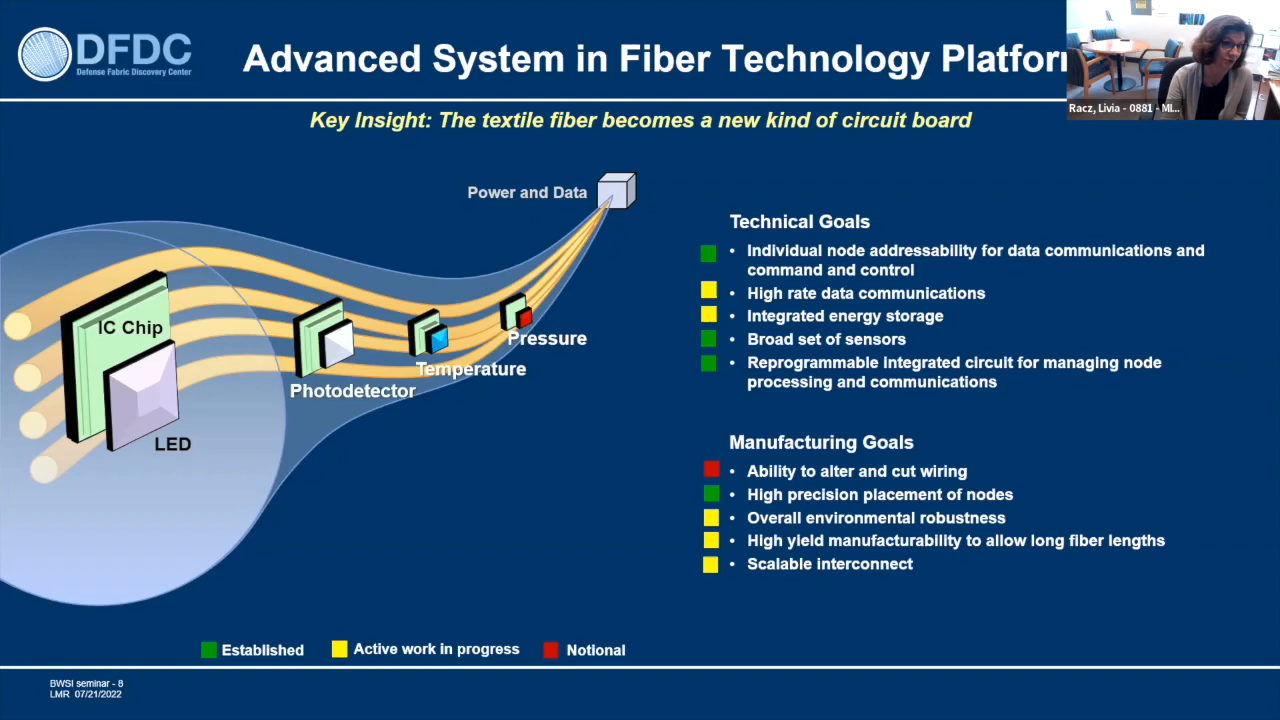 DFDC
Defense Fabric Discovery Center
Advanced System in Fiber Technology Platfor
Racz, Livia - 0881 - MI...
Key Insight: The textile fiber becomes a new kind of circuit board
Power and Data
IC Chip
LED
Photodetector
Temperature
Pressure
Technical Goals
• Individual node addressability for data communications and
command and control
• High rate data communications
• Integrated energy storage
• Broad set of sensors
• Reprogrammable integrated circuit for managing node
processing and communications
Manufacturing Goals
• Ability to alter and cut wiring
• High precision placement of nodes
• Overall environmental robustness
• High yield manufacturability to allow long fiber lengths
• Scalable interconnect
Established
Active work in progress
Notional
BWSI seminar - 8
LMR 07/21/2022